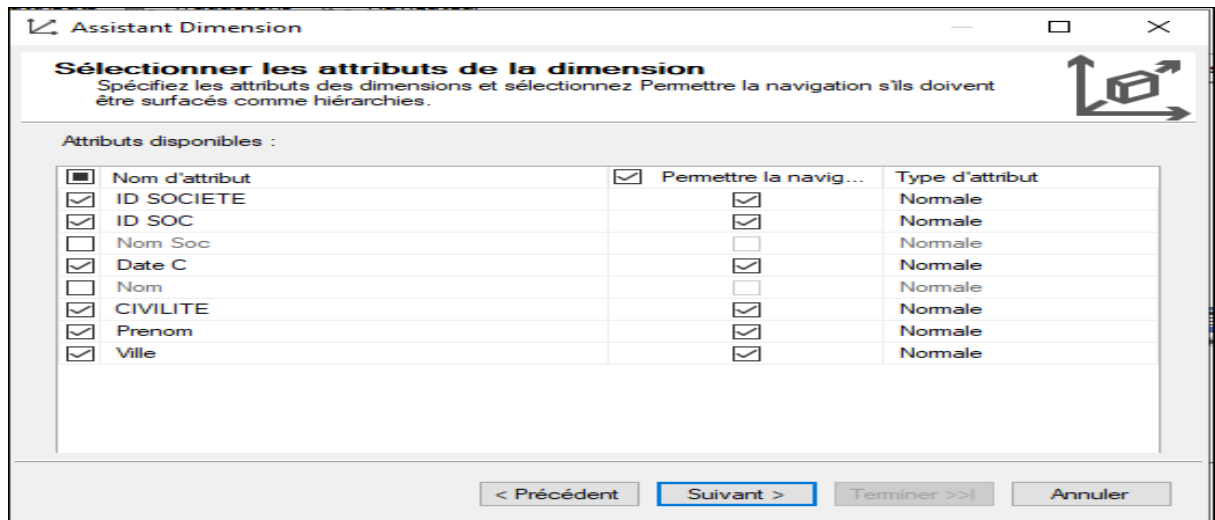 Assistant Dimension
Sélectionner les attributs de la dimension
Spécifiez les attributs des dimensions et sélectionnez Permettre la navigation s'ils doivent
être surfacés comme hiérarchies.
Attributs disponibles :
Nom d'attribut Permettre la navig... Type d'attribut
ID SOCIETE Normale
ID SOC Normale
Nom Soc Normale
Date C Normale
Nom Normale
CIVILITE Normale
Prenom Normale
Ville Normale
< Précédent Suivant > Terminer >>| Annuler